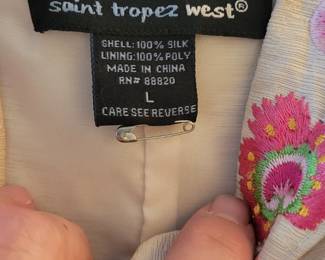 saint tropez west®
SHELL: 100% SILK
LINING: 100% POLY
MADE IN CHINA
RN# 88820
L
CARE SEE REVERSE